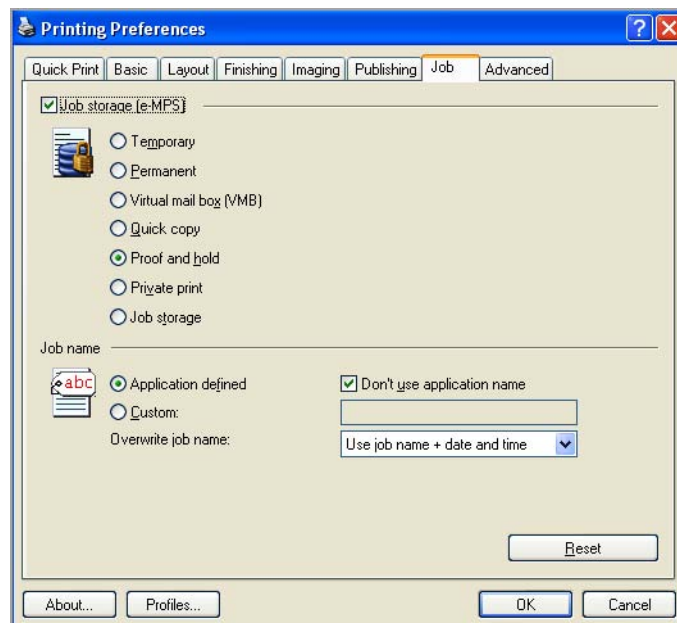 Printing Preferences
Quick Print Basic Layout Finishing Imaging Publishing Job Advanced
Job storage (e-MPS)
Temporary
Permanent
Virtual mail box (VMB)
Quick copy
Proof and hold
Private print
Job storage
Job name
abc
Application defined Don't use application name
Custom:
Overwrite job name: Use job name + date and time
Reset
About... Profiles... OK Cancel